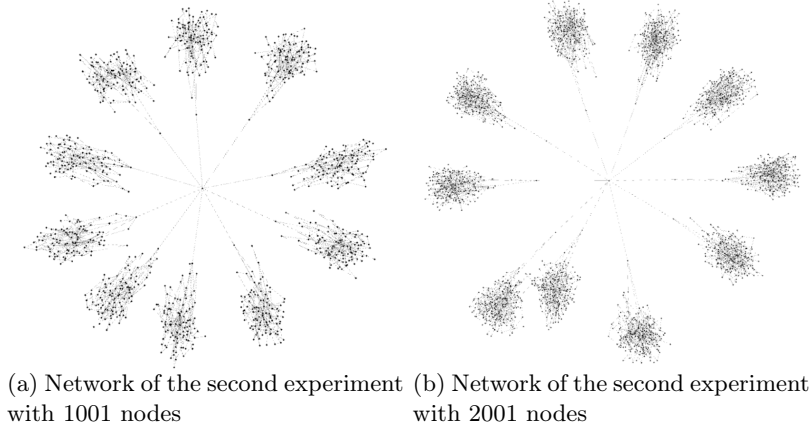 (a) Network of the second experiment
with 1001 nodes
(b) Network of the second experiment
with 2001 nodes